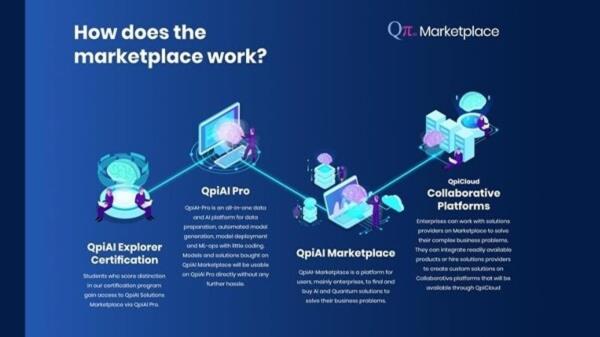 How does the
marketplace work?
Qπ Marketplace
QpiAI Explorer
Certification
Students who score distinction
in our certification program
gain access to QpiAI Solutions
Marketplace via QpiAI Pro.
QpiAI Pro
QpiAI-Pro is an all-in-one data
and AI platform for data
preparation, automated model
generation, model deployment
and ML-ops with little coding.
Models and solutions bought on
QpiAI Marketplace will be usable
on QpiAI Pro directly without any
further hassle.
QpiAI Marketplace
QpiAI-Marketplace is a platform for
users, mainly enterprises, to find and
buy AI and Quantum solutions to
solve their business problems.
QpiCloud
Collaborative
Platforms
Enterprises can work with solutions
providers on Marketplace to solve
their complex business problems.
They can integrate readily available
products or hire solutions providers
to create custom solutions on
Collaborative platforms that will be
available through QpiCloud